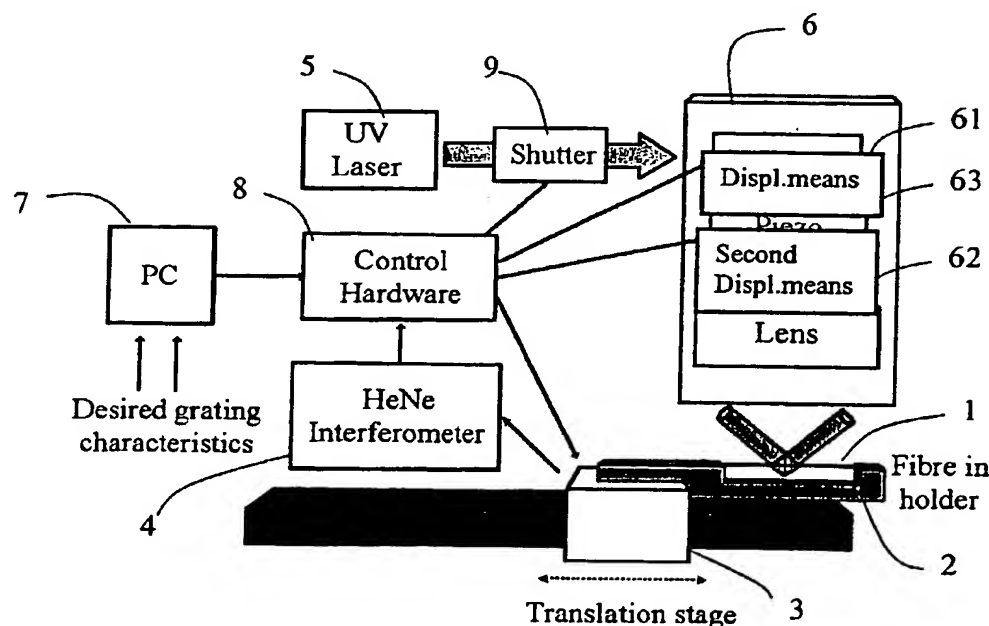 6
5
9
UV
Laser
Shutter
61
Displ.means
63
7
8
Piezo
PC
Control
Hardware
Second
Displ.means
62
Lens
Desired grating
characteristics
HeNe
Interferometer
1
Fibre in
holder
4
2
3
Translation stage